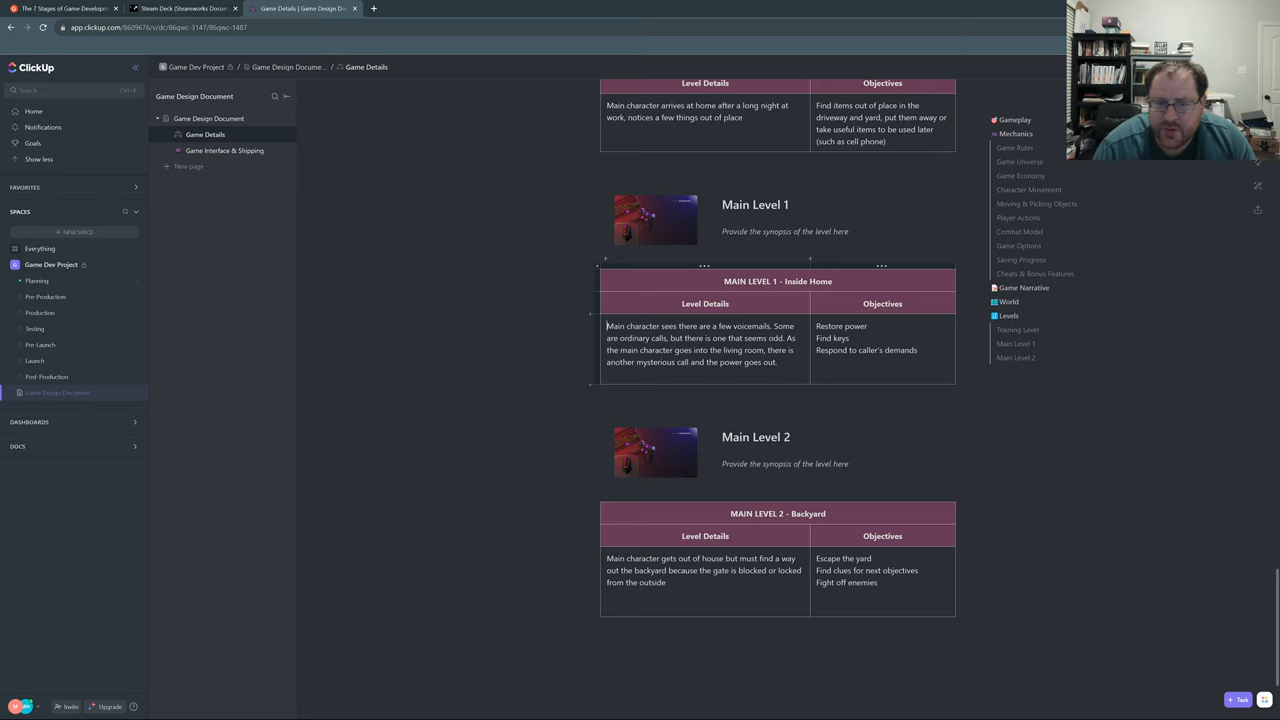 The 7 Stages of Game Developm
Steam Deck (Steamworks Docum
Game Details | Game Design Do
app.clickup.com/8609676/v/dc/86qwc-3147/86qwc-1487
ClickUp
Search
Ctrl+K
Home
Notifications
Goals
Show less
FAVORITES
SPACES
+ NEW SPACE
Everything
G
Game Dev Project
Planning
Pre-Production
Production
Testing
Pre-Launch
Launch
Post-Production
Game Design Document
DASHBOARDS
DOCS
M
Invite
Upgrade
G
Game Dev Project
/
Game Design Docume...
/
Game Details
Game Design Document
Game Design Document
Game Details
Game Interface & Shipping
+ New page
Level Details
Objectives
Main character arrives at home after a long night at
work, notices a few things out of place
Find items out of place in the
driveway and yard, put them away or
take useful items to be used later
(such as cell phone)
Main Level 1
Provide the synopsis of the level here
MAIN LEVEL 1 - Inside Home
Level Details
Objectives
Main character sees there are a few voicemails. Some
are ordinary calls, but there is one that seems odd. As
the main character goes into the living room, there is
another mysterious call and the power goes out.
Restore power
Find keys
Respond to caller's demands
Main Level 2
Provide the synopsis of the level here
MAIN LEVEL 2 - Backyard
Level Details
Objectives
Main character gets out of house but must find a way
out the backyard because the gate is blocked or locked
from the outside
Escape the yard
Find clues for next objectives
Fight off enemies
Gameplay
Mechanics
Game Rules
Game Universe
Game Economy
Character Movement
Moving & Picking Objects
Player Actions
Combat Model
Game Options
Saving Progress
Cheats & Bonus Features
Game Narrative
World
Levels
Training Level
Main Level 1
Main Level 2
+ Task